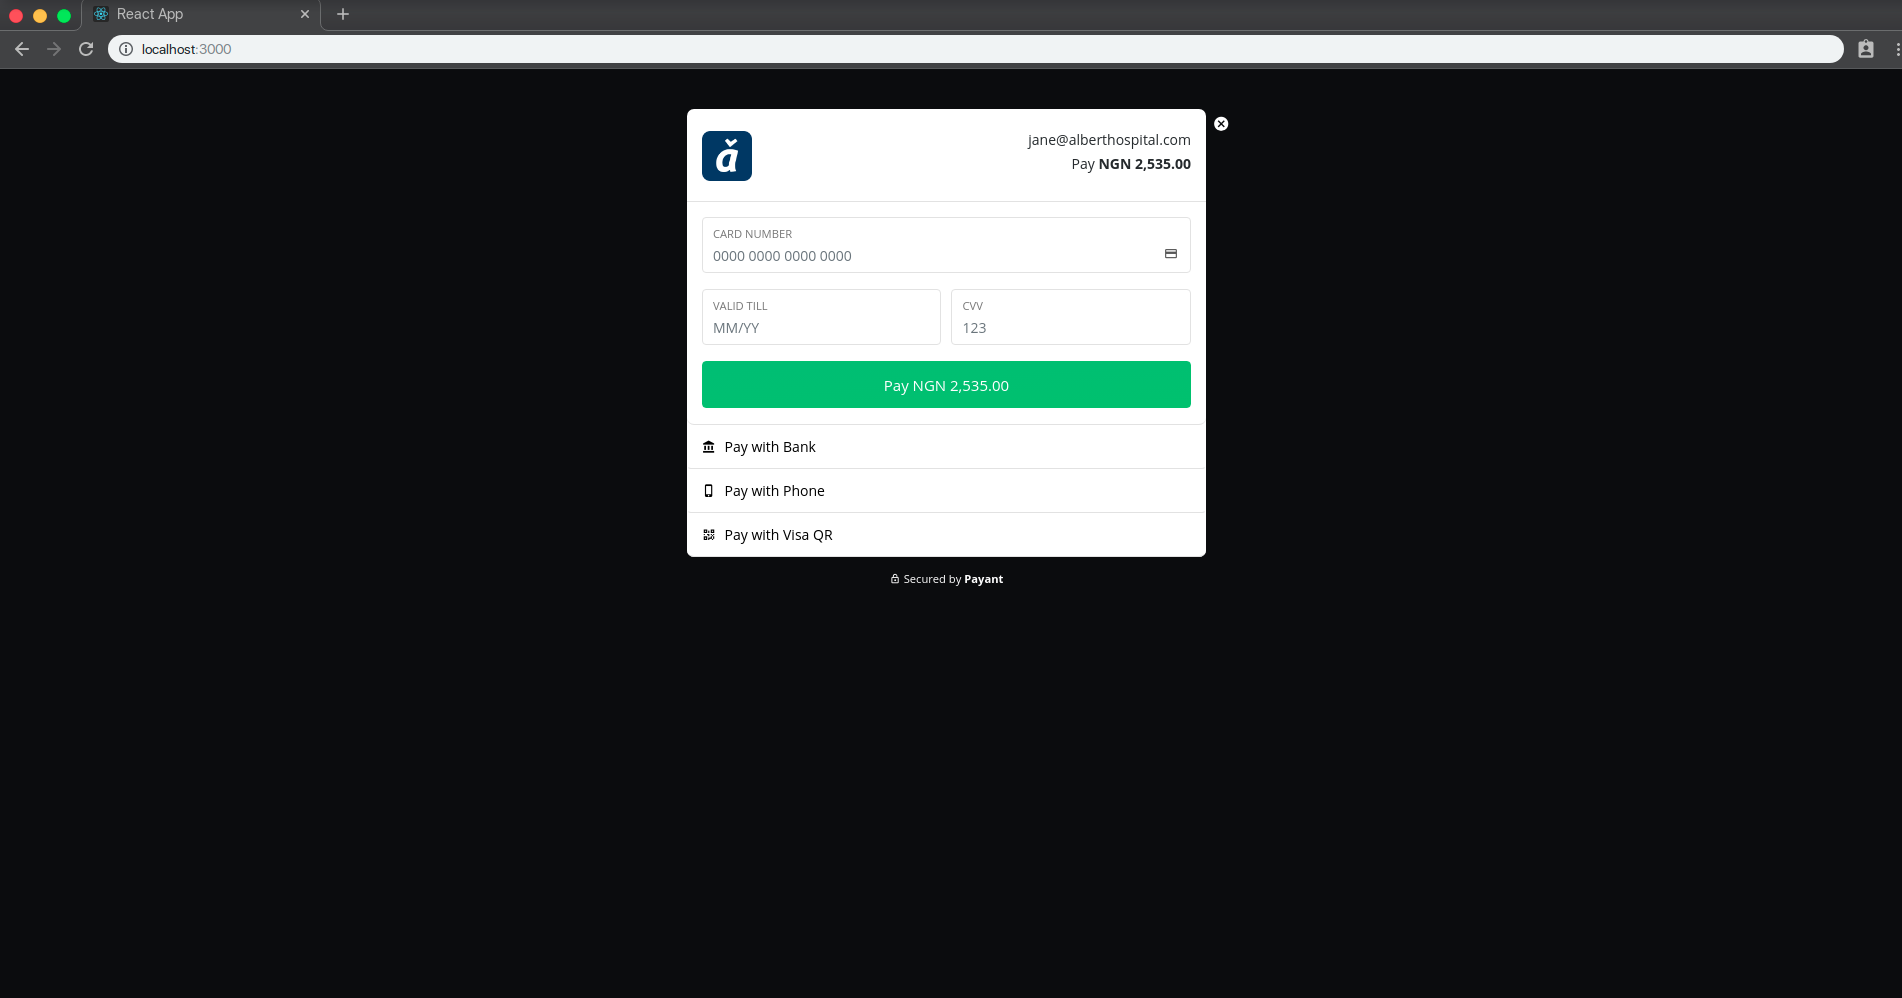 React App
localhost:3000
ǎ
jane@alberthospital.com
Pay NGN 2,535.00
CARD NUMBER
0000 0000 0000 0000
VALID TILL
MM/YY
CVV
123
Pay NGN 2,535.00
Pay with Bank
Pay with Phone
Pay with Visa QR
Secured by Payant